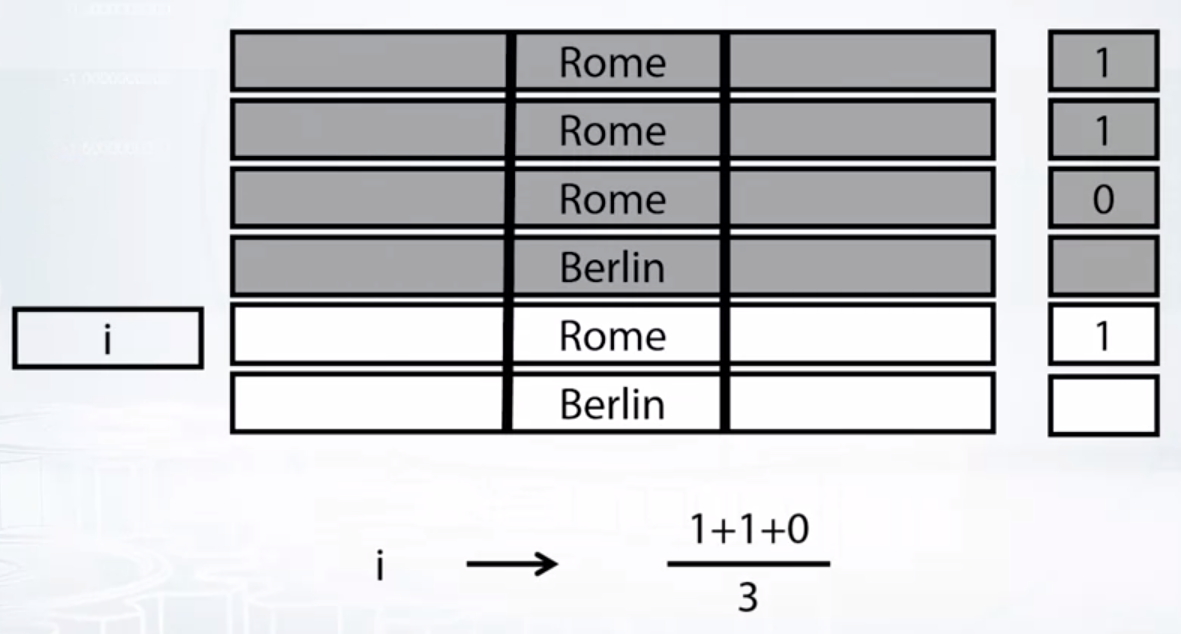 Rome 1
Rome 1
Rome 0
Berlin
i Rome 1
Berlin
i → 1+1+0
3